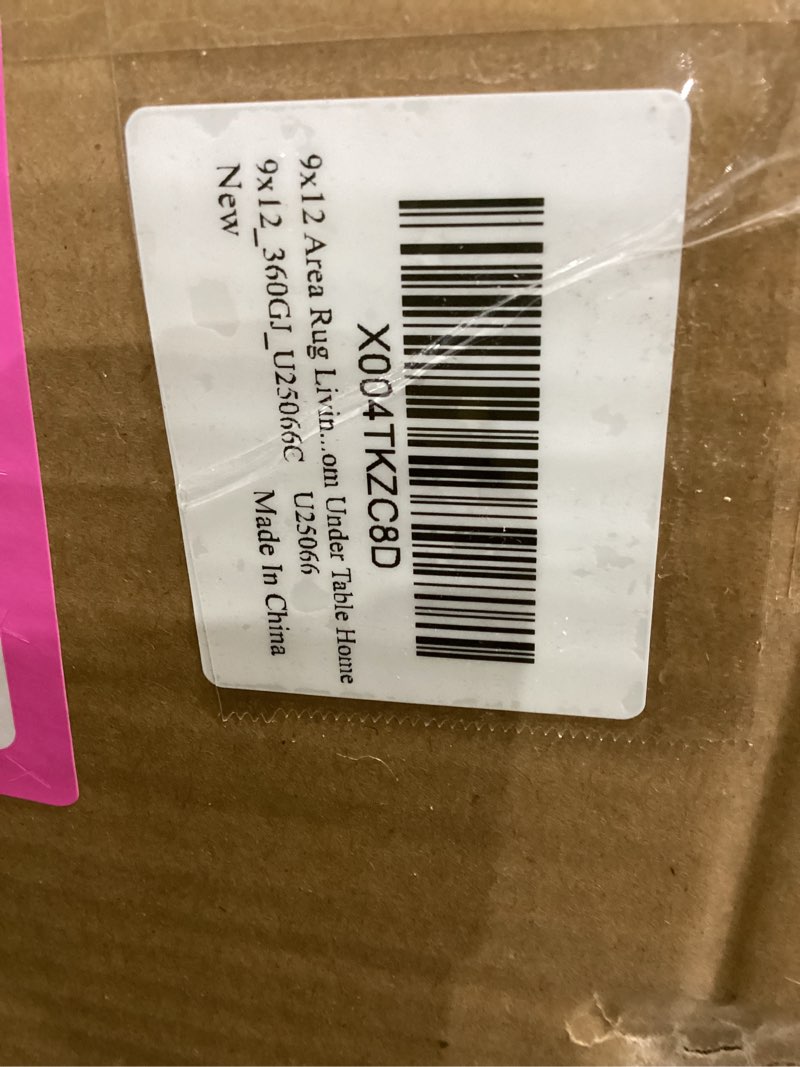 X004TKZC8D
9x12 Area Rug Livin...om Under Table Home
9x12_360GJ_U25066C U25066
New Made In China